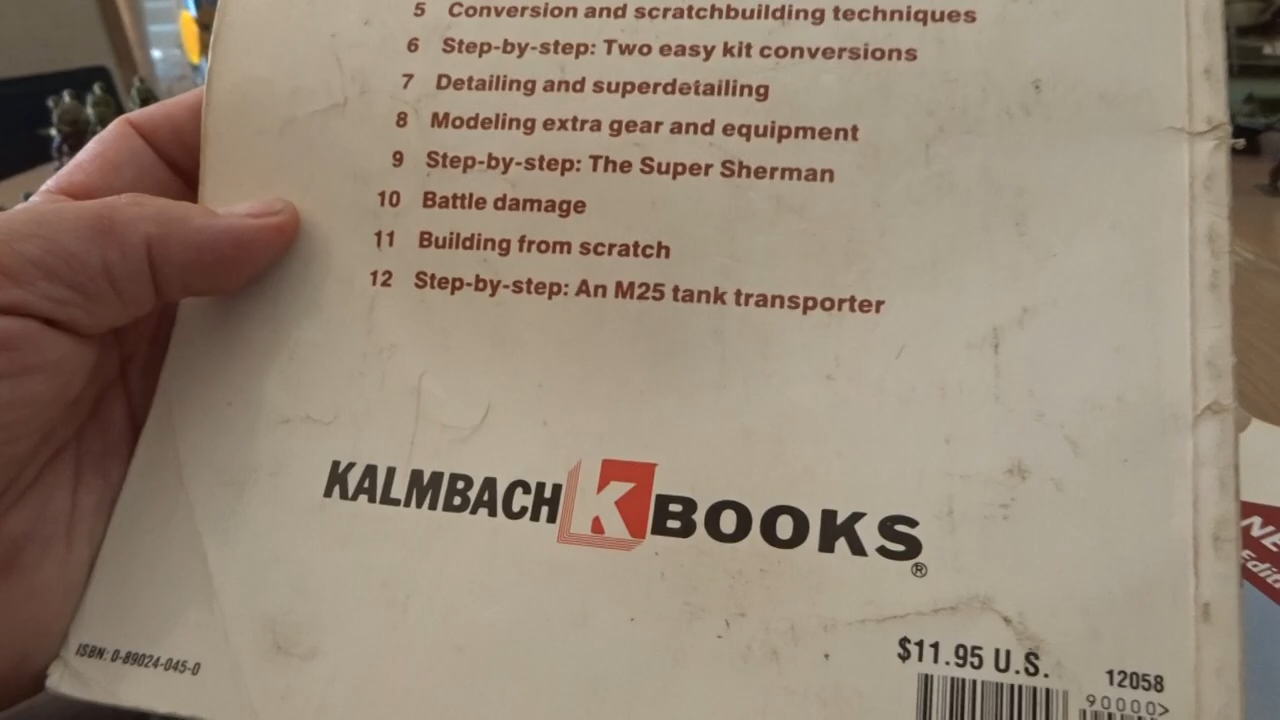 5 Conversion and scratchbuilding techniques
6 Step-by-step: Two easy kit conversions
7 Detailing and superdetailing
8 Modeling extra gear and equipment
9 Step-by-step: The Super Sherman
10 Battle damage
11 Building from scratch
12 Step-by-step: An M25 tank transporter
KALMBACH K BOOKS®
ISBN: 0-89024-045-0
$11.95 U.S.
12058
90000>